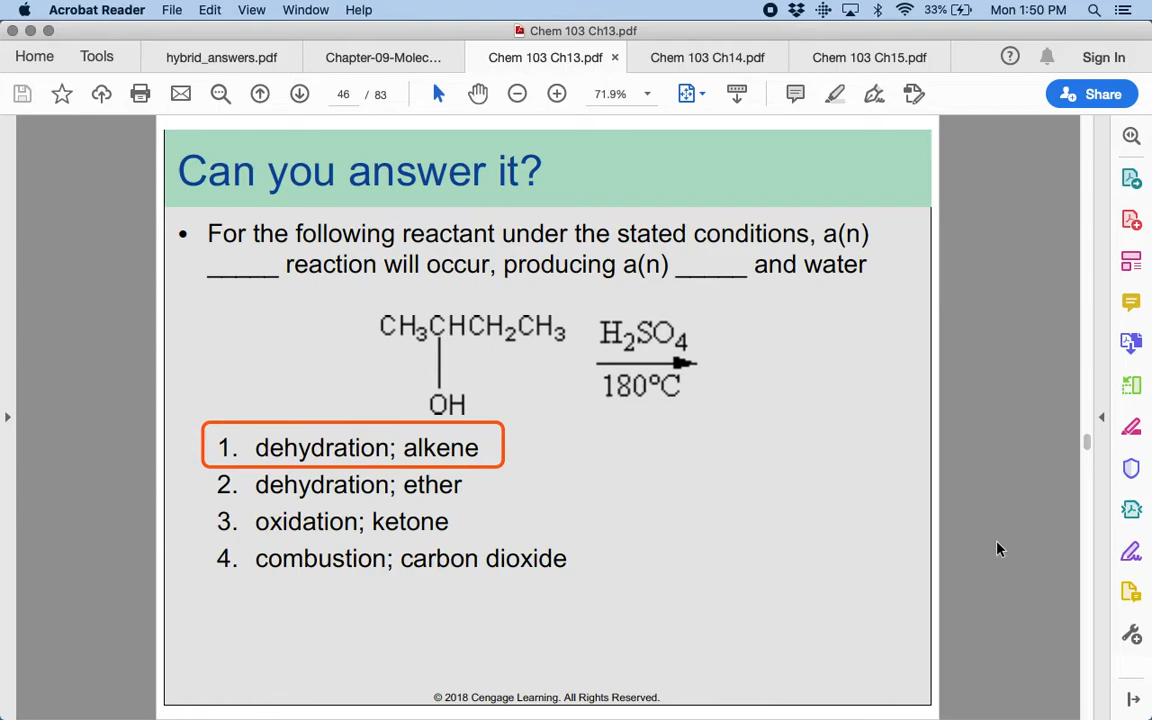 Acrobat Reader File Edit View Window Help 33% Mon 1:50 PM
Chem 103 Ch13.pdf
Home Tools hybrid_answers.pdf Chapter-09-Molec... Chem 103 Ch13.pdf × Chem 103 Ch14.pdf Chem 103 Ch15.pdf Sign In
46 / 83 71.9% Share
Can you answer it?
• For the following reactant under the stated conditions, a(n)
_____ reaction will occur, producing a(n) _____ and water
CH₃CHCH₂CH₃ H₂SO₄
180°C
OH
1. dehydration; alkene
2. dehydration; ether
3. oxidation; ketone
4. combustion; carbon dioxide
© 2018 Cengage Learning. All Rights Reserved.